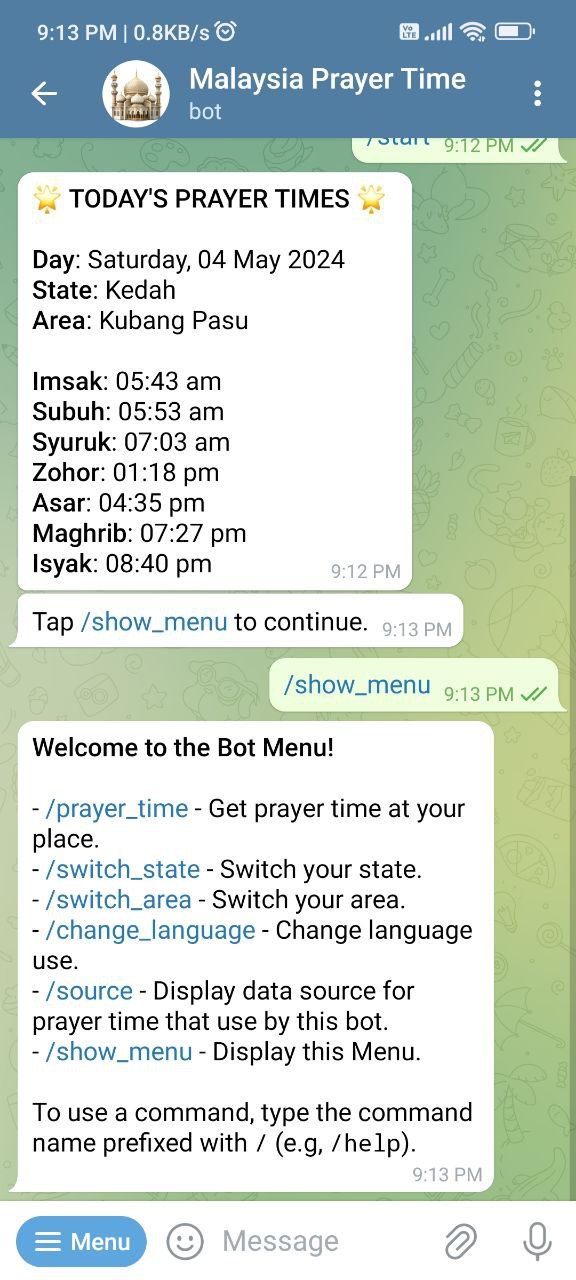 9:13 PM | 0.8KB/s
Vo
LTE
Malaysia Prayer Time
bot
/start 9:12 PM
🌟 TODAY'S PRAYER TIMES 🌟
Day: Saturday, 04 May 2024
State: Kedah
Area: Kubang Pasu
Imsak: 05:43 am
Subuh: 05:53 am
Syuruk: 07:03 am
Zohor: 01:18 pm
Asar: 04:35 pm
Maghrib: 07:27 pm
Isyak: 08:40 pm
9:12 PM
Tap /show_menu to continue. 9:13 PM
/show_menu 9:13 PM
Welcome to the Bot Menu!
- /prayer_time - Get prayer time at your
place.
- /switch_state - Switch your state.
- /switch_area - Switch your area.
- /change_language - Change language
use.
- /source - Display data source for
prayer time that use by this bot.
- /show_menu - Display this Menu.
To use a command, type the command
name prefixed with / (e.g, /help).
9:13 PM
Menu
Message